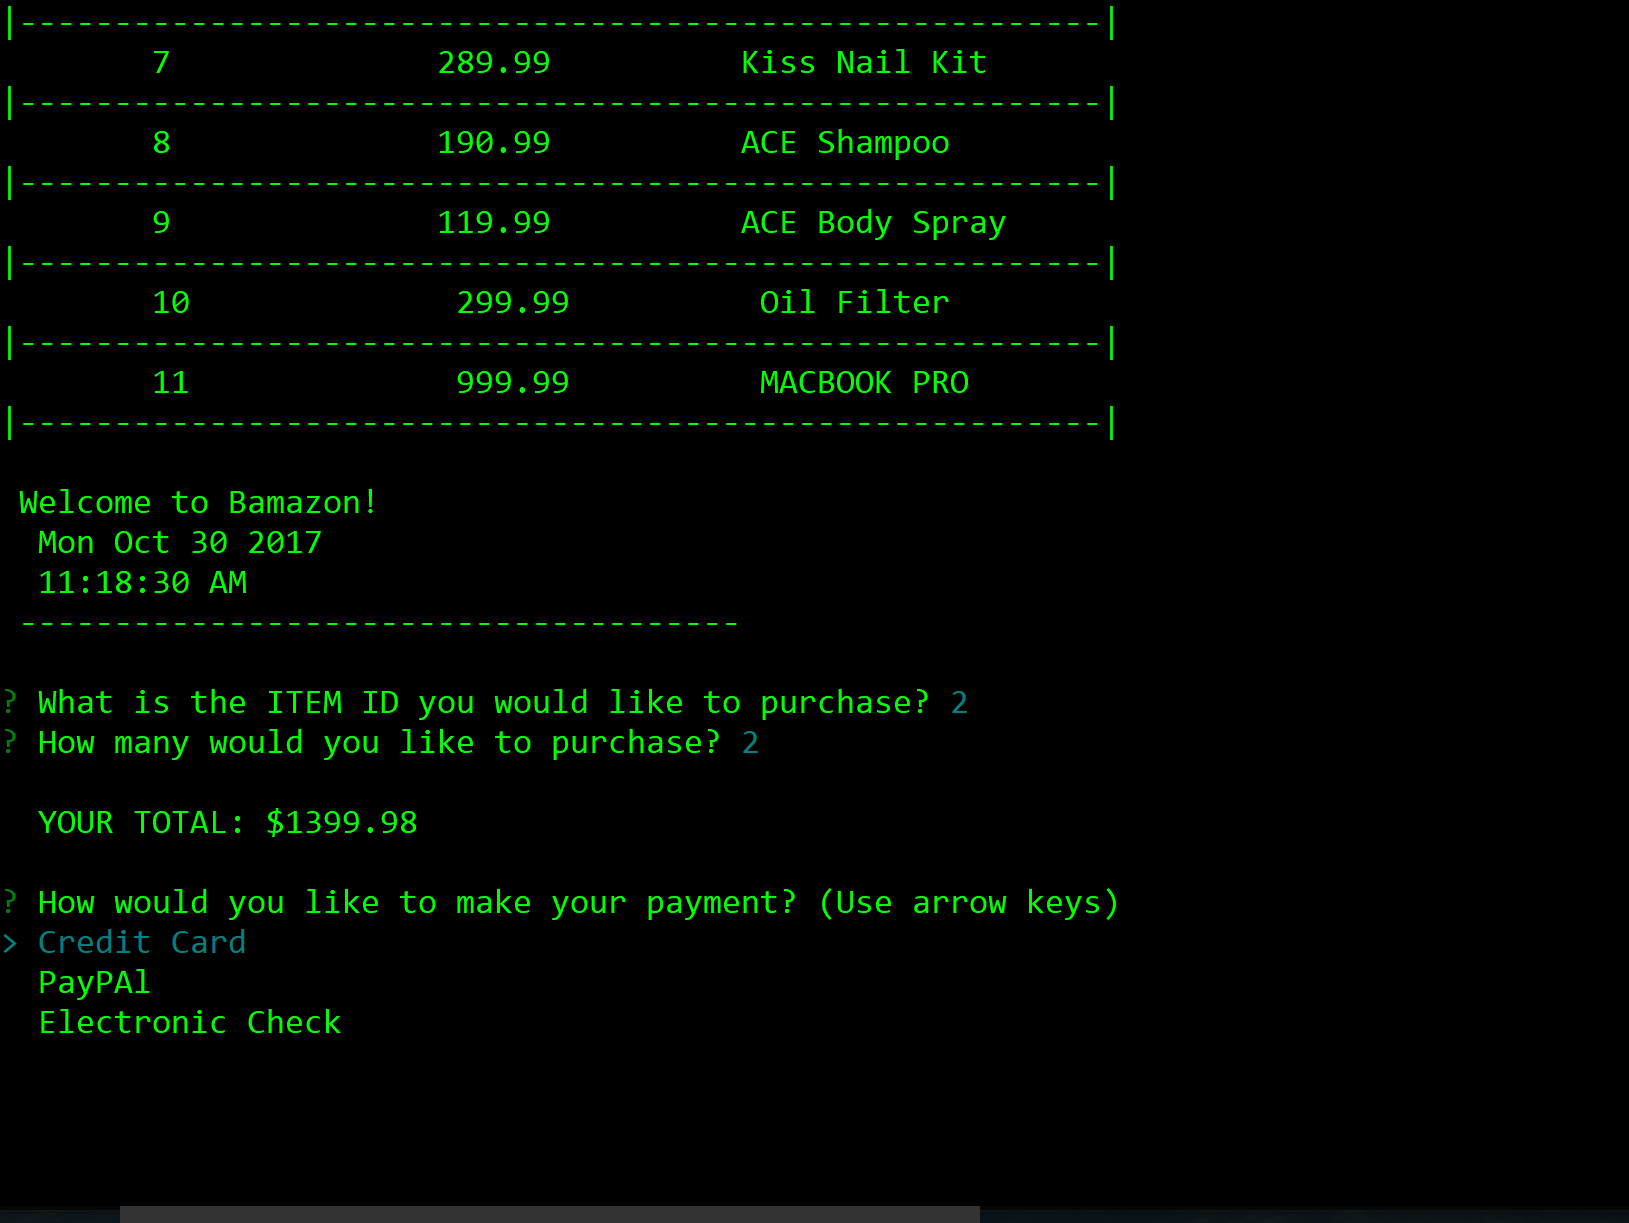 |---------------------------------------------------------|
7 289.99 Kiss Nail Kit
|---------------------------------------------------------|
8 190.99 ACE Shampoo
|---------------------------------------------------------|
9 119.99 ACE Body Spray
|---------------------------------------------------------|
10 299.99 Oil Filter
|---------------------------------------------------------|
11 999.99 MACBOOK PRO
|---------------------------------------------------------|
Welcome to Bamazon!
Mon Oct 30 2017
11:18:30 AM
--------------------------------------
? What is the ITEM ID you would like to purchase? 2
? How many would you like to purchase? 2
YOUR TOTAL: $1399.98
? How would you like to make your payment? (Use arrow keys)
> Credit Card
PayPAl
Electronic Check